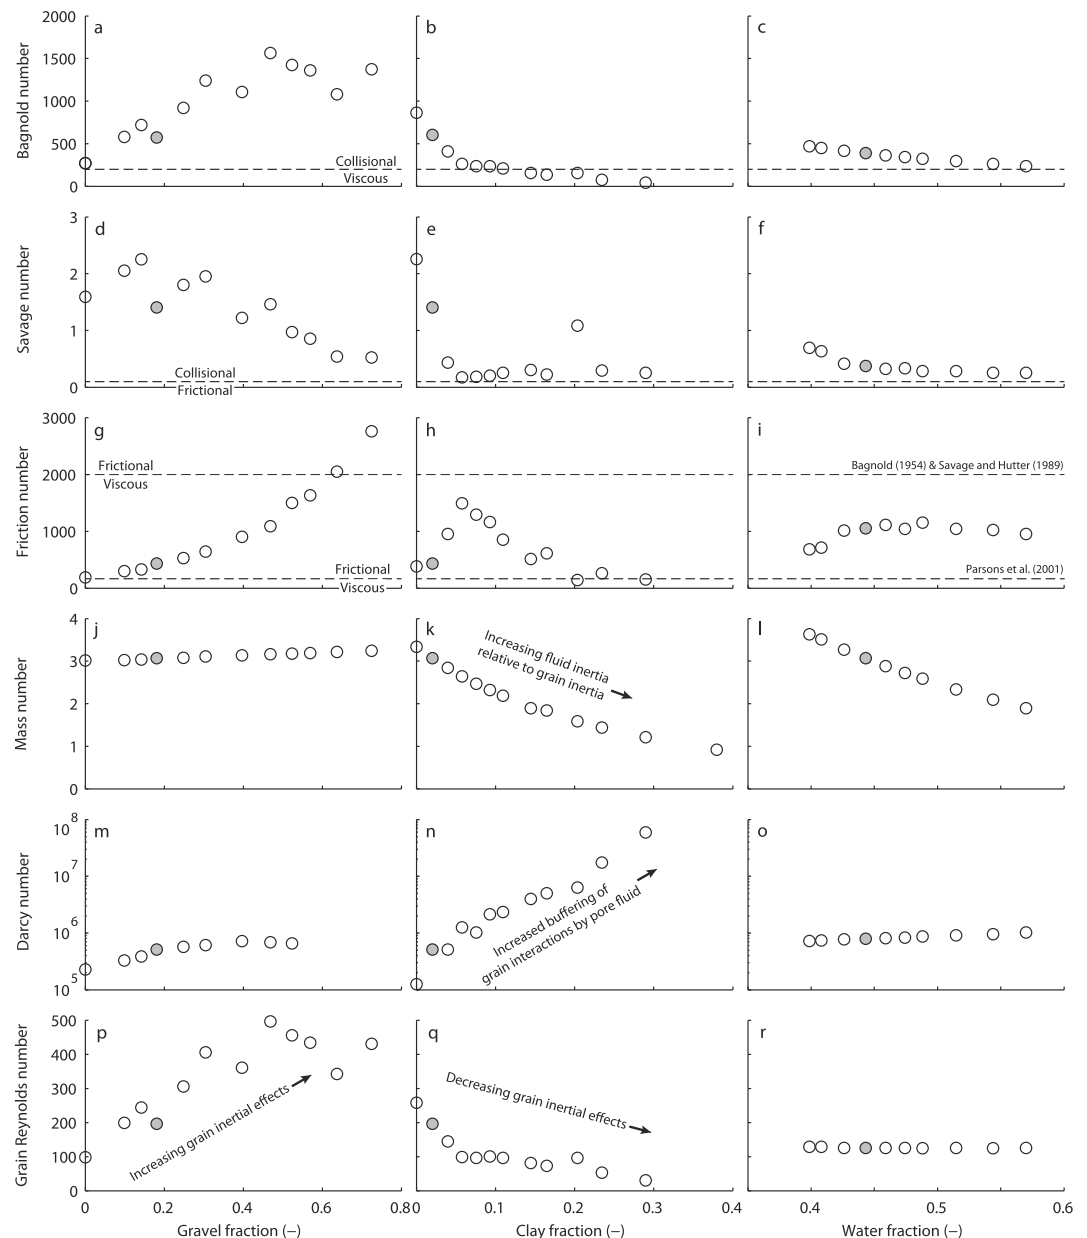 2000
1500
1000
500
0
Bagnold number
a
Collisional
Viscous
b
c
3
2
1
0
Savage number
d
Collisional
Frictional
e
f
3000
2000
1000
0
Friction number
g
Frictional
Viscous
Frictional
Viscous
h
i
Bagnold (1954) & Savage and Hutter (1989)
Parsons et al. (2001)
4
3
2
1
0
Mass number
j
k
Increasing fluid inertia
relative to grain inertia
l
10^8
10^7
10^6
10^5
Darcy number
m
n
Increased buffering of
grain interactions by pore fluid
o
500
400
300
200
100
0
Grain Reynolds number
p
Increasing grain inertial effects
q
Decreasing grain inertial effects
r
0 0.2 0.4 0.6 0.8
0 0.1 0.2 0.3 0.4
0.4 0.5 0.6
Gravel fraction (−)
Clay fraction (−)
Water fraction (−)